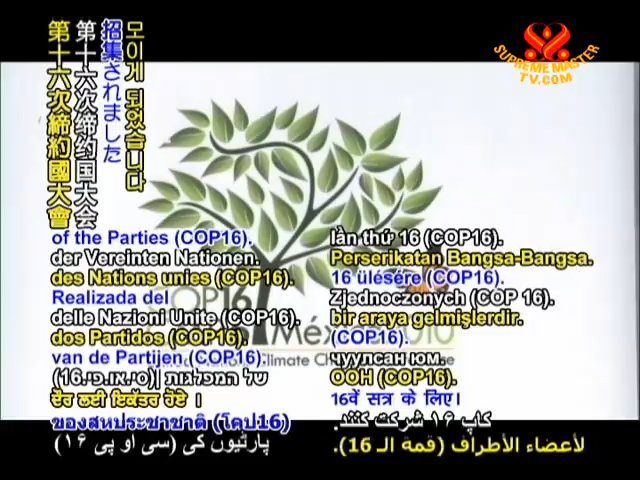 SUPREME MASTER
TV.COM
第十六次締約國大會
第十六次缔约国大会
招集されました
모이게 되었습니다
of the Parties (COP16).
der Vereinten Nationen.
des Nations unies (COP16).
Realizada del
delle Nazioni Unite (COP16).
dos Partidos (COP16).
van de Partijen (COP16).
של המפלגות (סי.או.פי.16).
ਦੌਰ ਲਈ ਇਕੱਤਰ ਹੋਏ ।
ของสหประชาชาติ (โคป16)
پارٹیوں کی (سی او پی ۱۶)
lần thứ 16 (COP16).
Perserikatan Bangsa-Bangsa.
16 ülésére (COP16).
Zjednoczonych (COP 16).
bir araya gelmişlerdir.
(COP16).
чуулсан юм.
ООН (COP16).
16वें सत्र के लिए।
کاپ ۱۶ شرکت کنند.
لأعضاء الأطراف (قمة الـ 16).
COP16
Méxi 010
Climate Ch